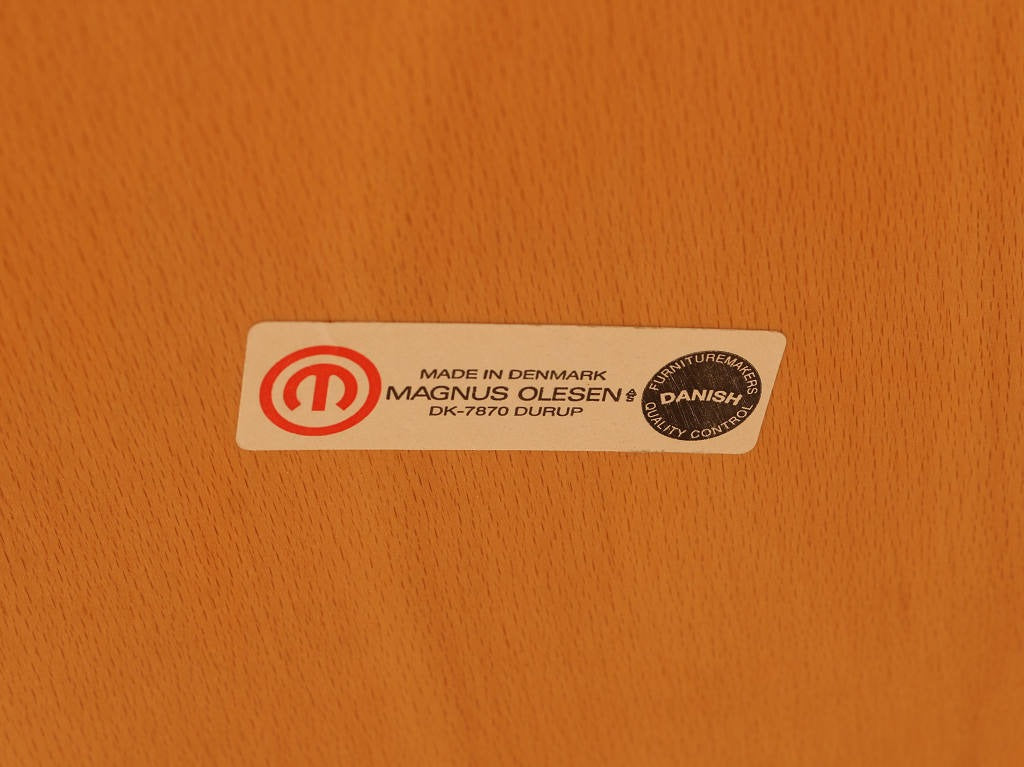 MADE IN DENMARK
MAGNUS OLESEN A/S
DK-7870 DURUP
FURNITUREMAKERS
DANISH
QUALITY CONTROL